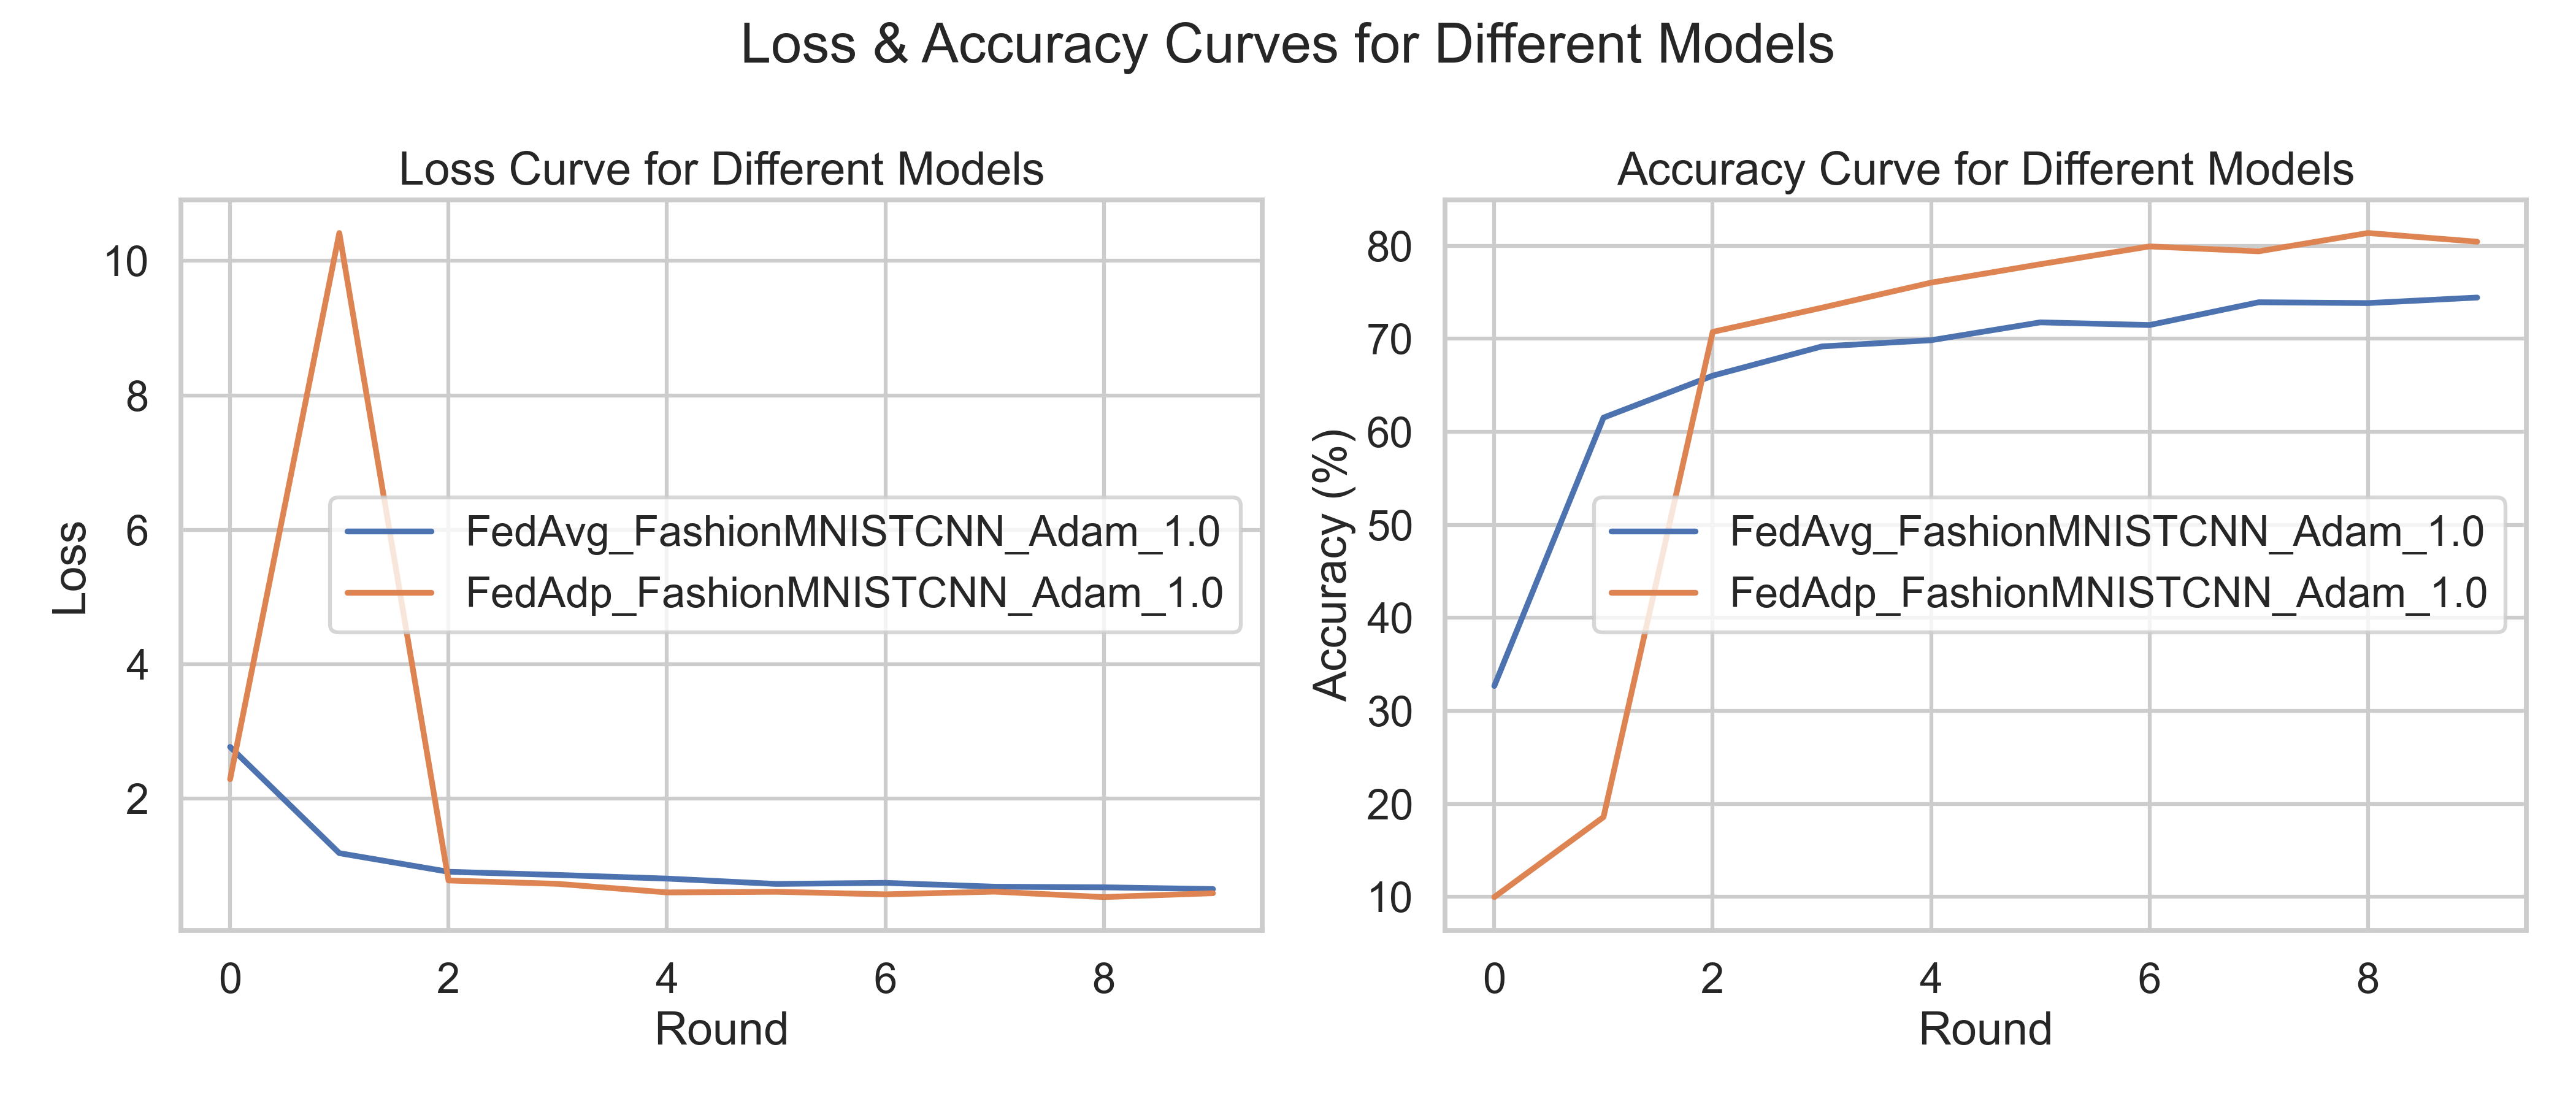 Loss & Accuracy Curves for Different Models
Loss Curve for Different Models
10
8
6
4
2
Loss
FedAvg_FashionMNISTCNN_Adam_1.0
FedAdp_FashionMNISTCNN_Adam_1.0
0 2 4 6 8
Round
Accuracy Curve for Different Models
80
70
60
50
40
30
20
10
Accuracy (%)
FedAvg_FashionMNISTCNN_Adam_1.0
FedAdp_FashionMNISTCNN_Adam_1.0
0 2 4 6 8
Round